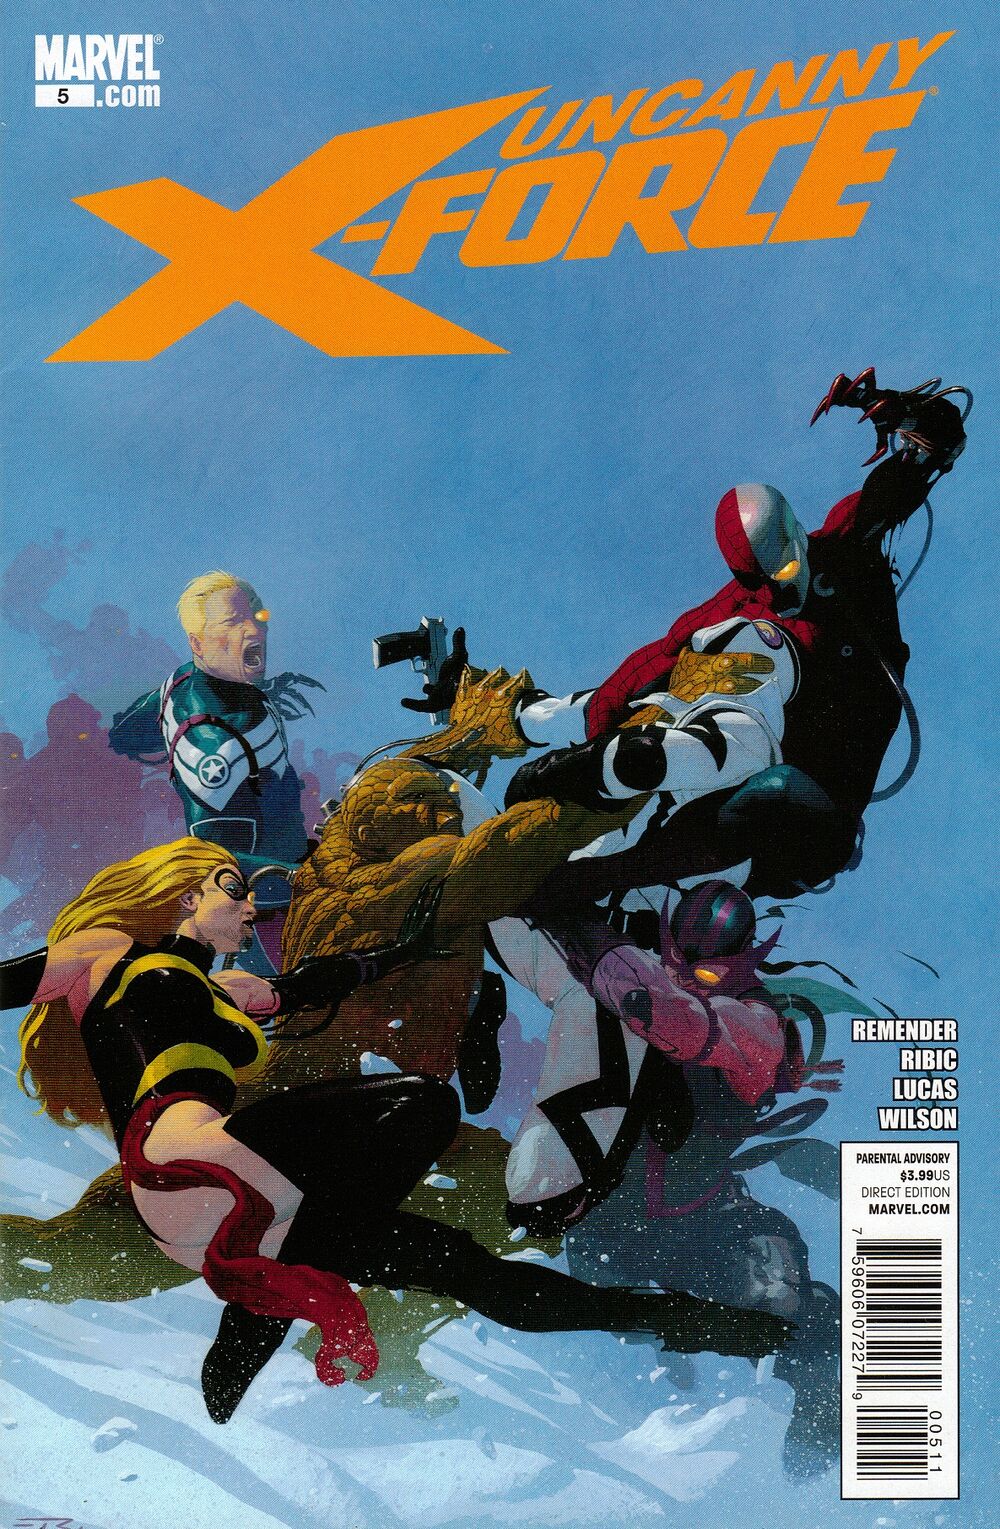 MARVEL®
5 .com
UNCANNY
X-FORCE®
REMENDER
RIBIC
LUCAS
WILSON
PARENTAL ADVISORY
$3.99US
DIRECT EDITION
MARVEL.COM
7 59606 07227 9
00511